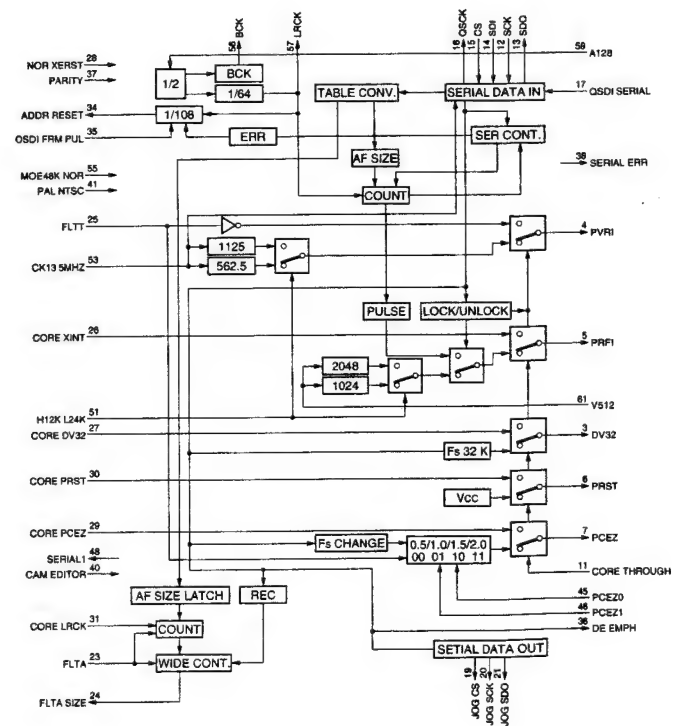 16 QSCK
15 CS
14 SDI
12 SCK
13 SDO
56 BCK
57 LRCK
58 A128
NOR XERST 28
PARITY 37
1/2
BCK
1/64
TABLE CONV.
SERIAL DATA IN
17 QSDI SERIAL
ADDR RESET 34
1/108
QSDI FRM PUL 35
ERR
SER CONT.
AF SIZE
38 SERIAL ERR
MOE48K NOR 55
PAL NTSC 41
COUNT
FLTT 25
4 PVRI
1125
CK13 5MHZ 53
562.5
PULSE
LOCK/UNLOCK
CORE XINT 26
5 PRF1
2048
1024
61 V512
H12K L24K 51
CORE DV32 27
3 DV32
Fs 32 K
CORE PRST 30
6 PRST
Vcc
CORE PCEZ 29
7 PCEZ
Fs CHANGE
0.5/1.0/1.5/2.0
00 01 10 11
SERIAL1 48
CAM EDITOR 40
11 CORE THROUGH
45 PCEZ0
46 PCEZ1
36 DE EMPH
AF SIZE LATCH
REC
CORE LRCK 31
COUNT
FLTA 23
WIDE CONT.
SETIAL DATA OUT
19 JOG CS
20 JOG SCK
21 JOG SDO
FLTA SIZE 24